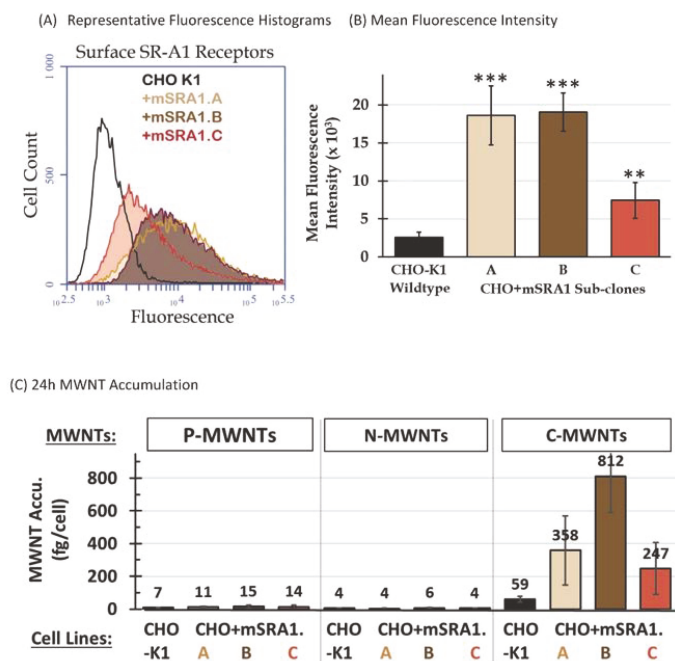 (A) Representative Fluorescence Histograms
Surface SR-A1 Receptors
1 000
500
0
Cell Count
CHO K1
+mSRA1.A
+mSRA1.B
+mSRA1.C
10 2.5
10 3
10 4
10 5
10 5.5
Fluorescence
(B) Mean Fluorescence Intensity
Mean Fluorescence
Intensity (x 10³)
20
15
10
5
0
***
***
**
CHO-K1
Wildtype
A B C
CHO+mSRA1 Sub-clones
(C) 24h MWNT Accumulation
MWNTs: P-MWNTs N-MWNTs C-MWNTs
MWNT Accu.
(fg/cell)
800
600
400
200
0
7 11 15 14 4 4 6 4 59 358 812 247
Cell Lines: CHO CHO+mSRA1. CHO CHO+mSRA1. CHO CHO+mSRA1.
-K1 A B C -K1 A B C -K1 A B C